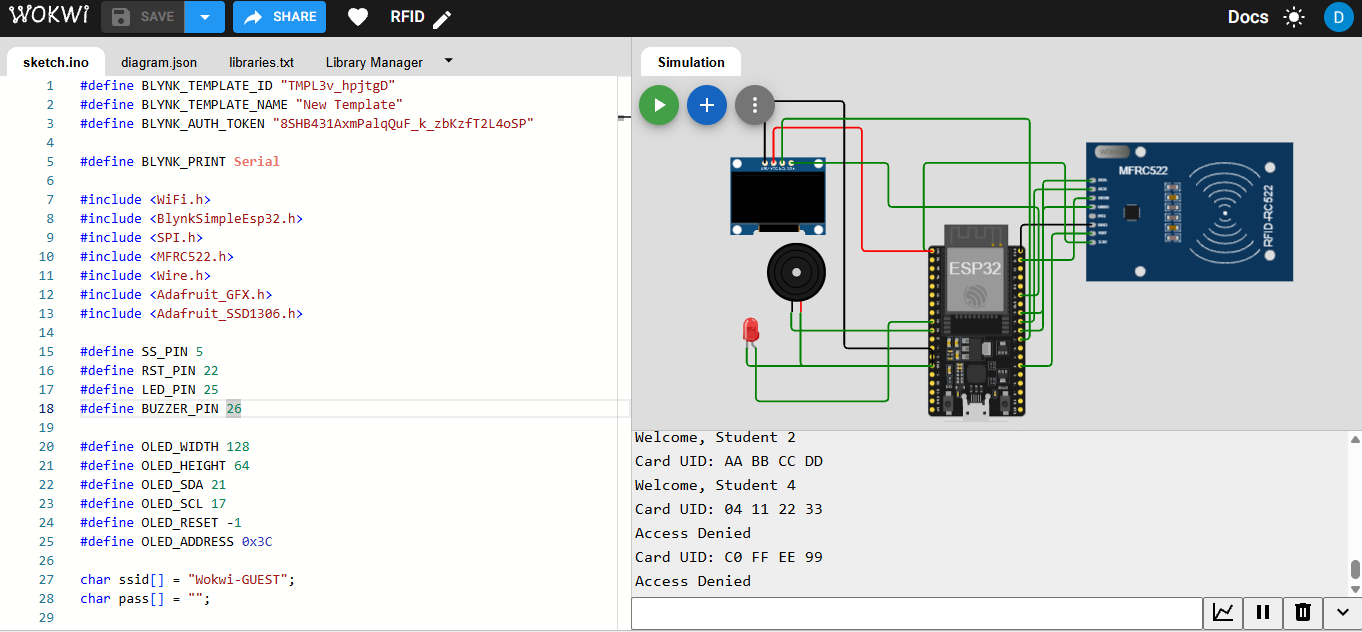 WOKWI SAVE SHARE RFID Docs D
sketch.ino diagram.json libraries.txt Library Manager
1 #define BLYNK_TEMPLATE_ID "TMPL3v_hpjtgD"
2 #define BLYNK_TEMPLATE_NAME "New Template"
3 #define BLYNK_AUTH_TOKEN "8SHB431AxmPalqQuF_k_zbKzfT2L4oSP"
4
5 #define BLYNK_PRINT Serial
6
7 #include <WiFi.h>
8 #include <BlynkSimpleEsp32.h>
9 #include <SPI.h>
10 #include <MFRC522.h>
11 #include <Wire.h>
12 #include <Adafruit_GFX.h>
13 #include <Adafruit_SSD1306.h>
14
15 #define SS_PIN 5
16 #define RST_PIN 22
17 #define LED_PIN 25
18 #define BUZZER_PIN 26
19
20 #define OLED_WIDTH 128
21 #define OLED_HEIGHT 64
22 #define OLED_SDA 21
23 #define OLED_SCL 17
24 #define OLED_RESET -1
25 #define OLED_ADDRESS 0x3C
26
27 char ssid[] = "Wokwi-GUEST";
28 char pass[] = "";
29
Simulation
WOKWI
MFRC522
RFID-RC522
ESP32
Welcome, Student 2
Card UID: AA BB CC DD
Welcome, Student 4
Card UID: 04 11 22 33
Access Denied
Card UID: C0 FF EE 99
Access Denied